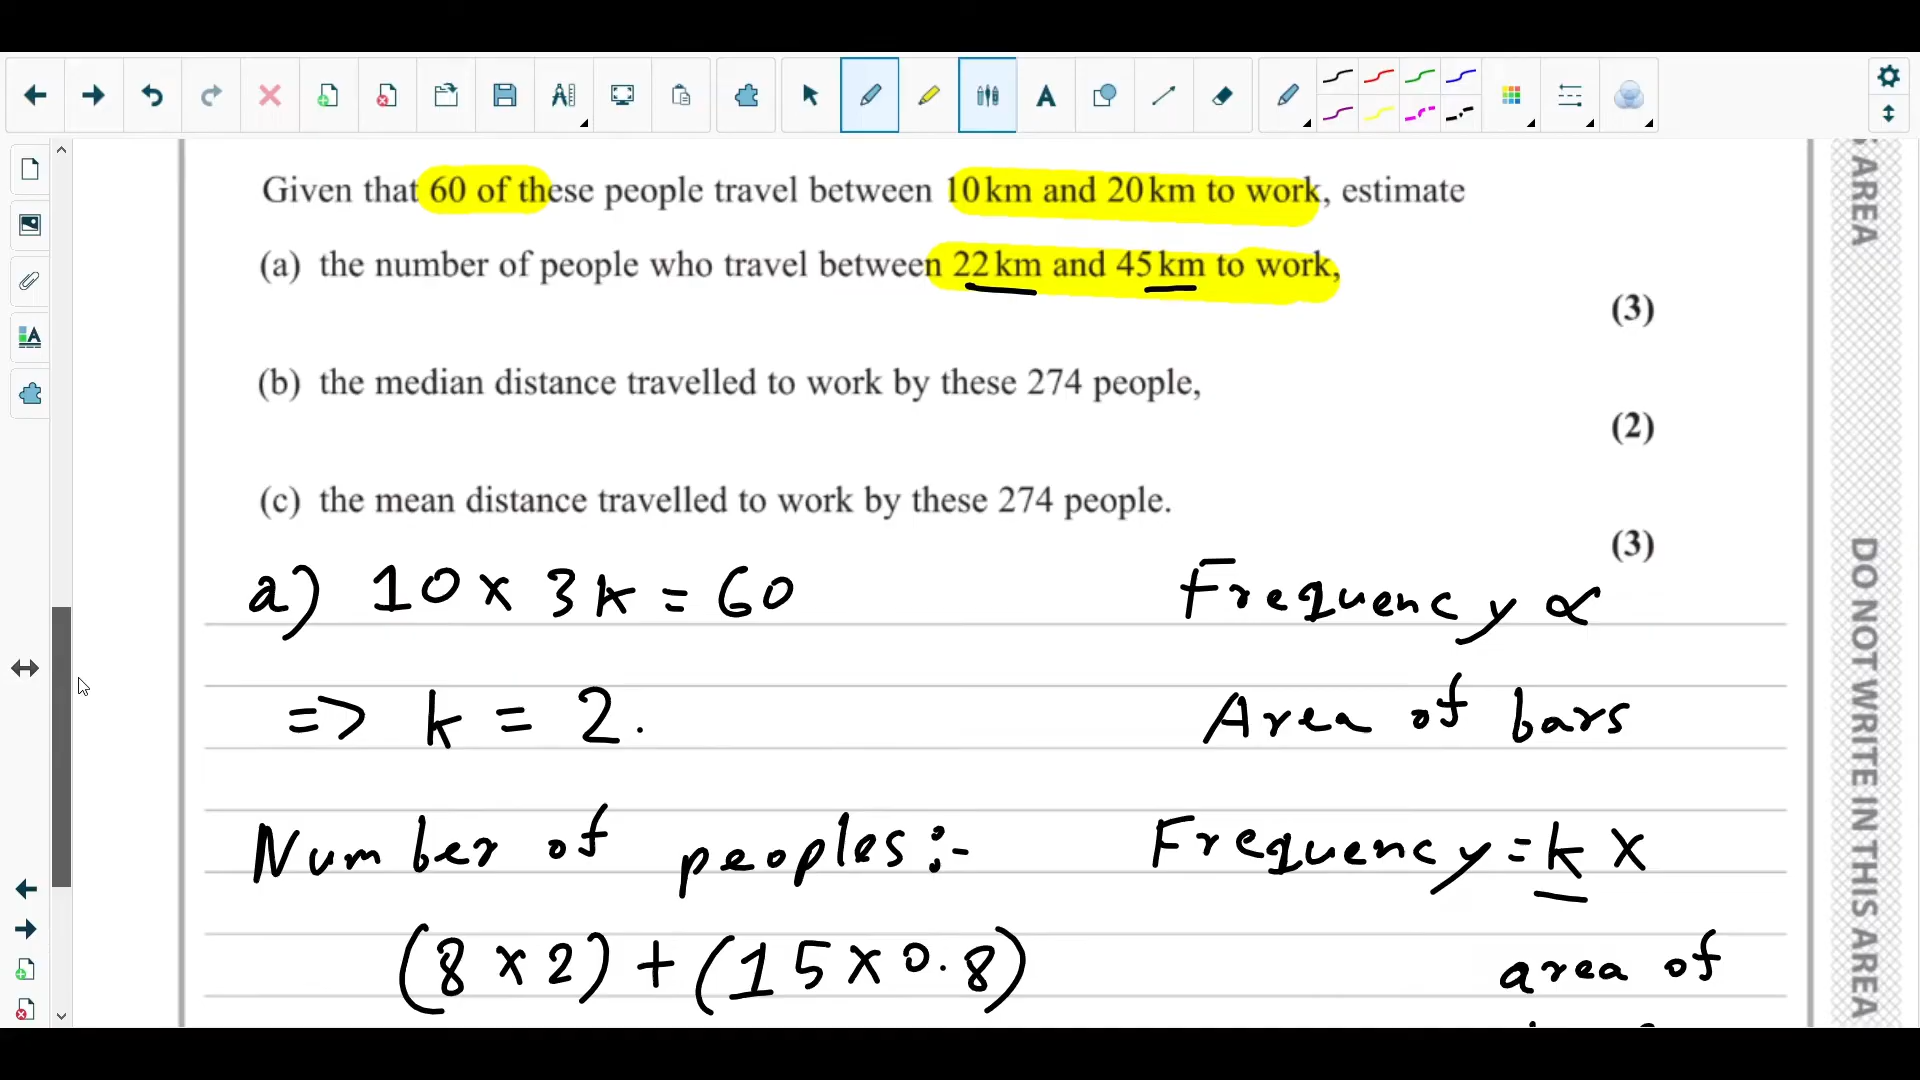 Given that 60 of these people travel between 10 km and 20 km to work, estimate
(a) the number of people who travel between 22 km and 45 km to work,
(3)
(b) the median distance travelled to work by these 274 people,
(2)
(c) the mean distance travelled to work by these 274 people.
(3)
a) 10 x 3k = 60
=> k = 2.
Number of peoples :-
(8 x 2) + (15 x 0.8)
Frequency ∝
Area of bars
Frequency = k x
area of
AREA
DO NOT WRITE IN THIS AREA